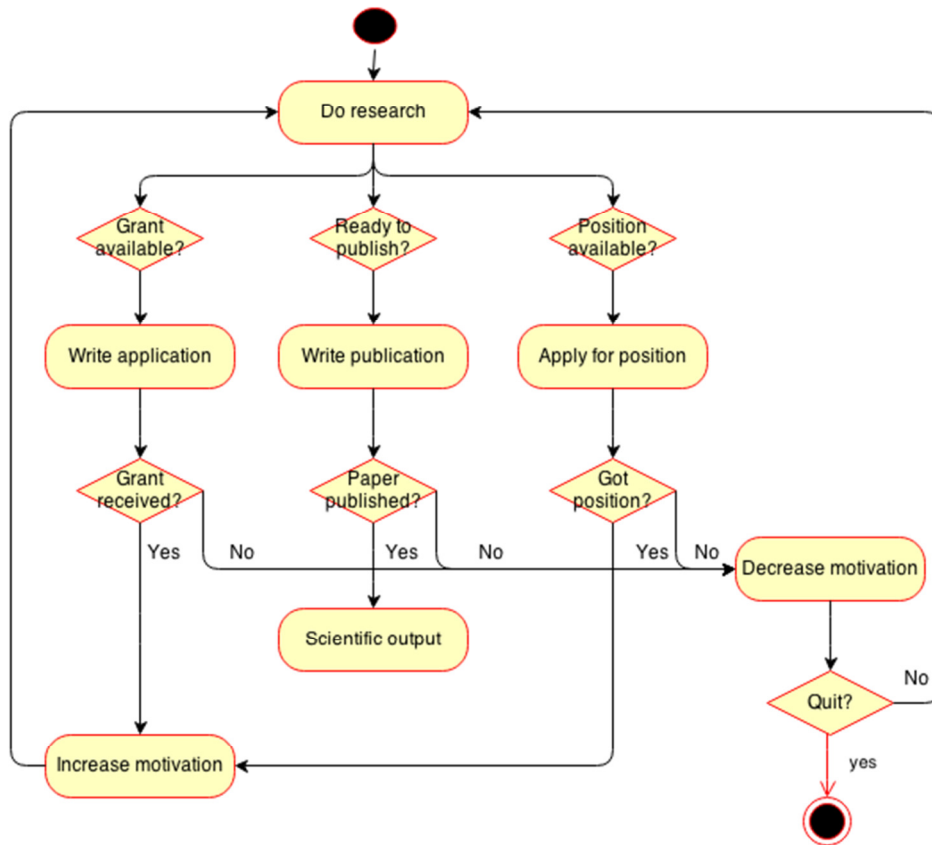 Do research
Grant
available?
Ready to
publish?
Position
available?
Write application
Write publication
Apply for position
Grant
received?
Paper
published?
Got
position?
Yes
No
Yes
No
Yes
No
Decrease motivation
Scientific output
No
Quit?
Increase motivation
yes